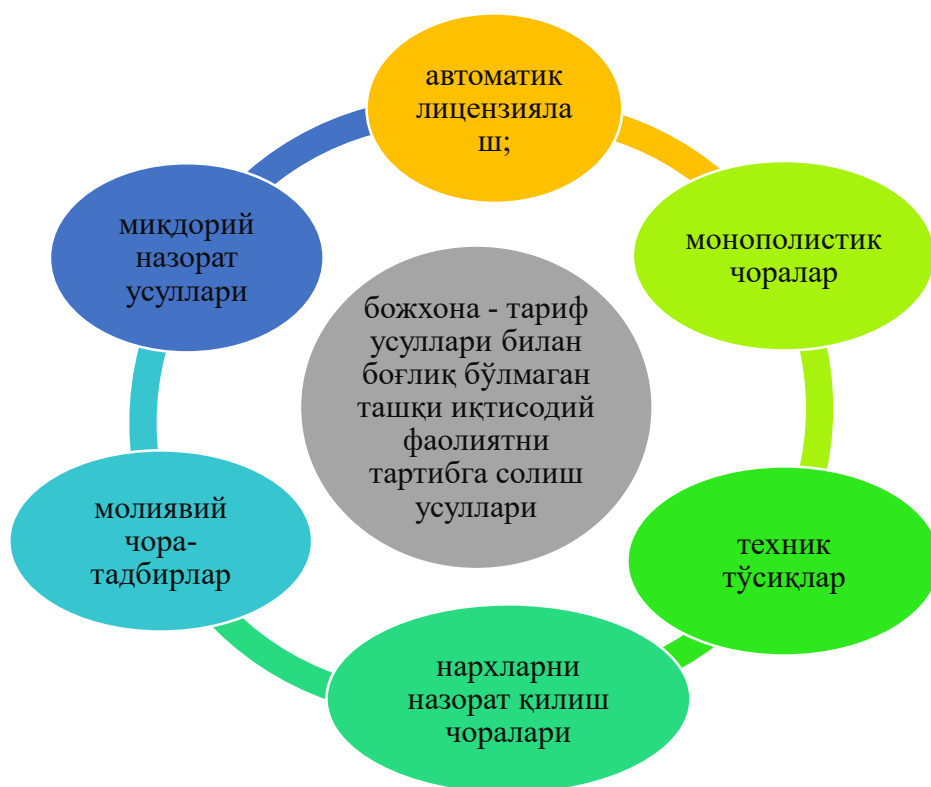 автоматик
лицензияла
ш;
монополистик
чоралар
техник
тўсиқлар
нархларни
назорат қилиш
чоралари
молиявий
чора-
тадбирлар
миқдорий
назорат
усуллари
божхона - тариф
усуллари билан
боғлиқ бўлмаган
ташқи иқтисодий
фаолиятни
тартибга солиш
усуллари